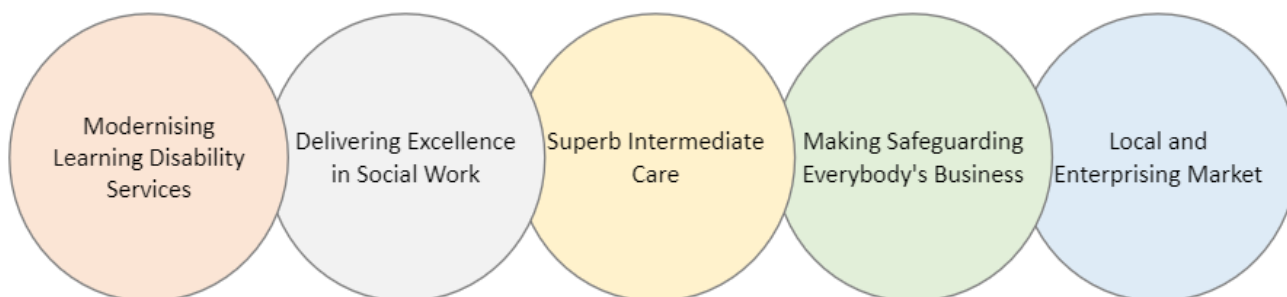 Modernising
Learning Disability
Services
Delivering Excellence
in Social Work
Superb Intermediate
Care
Making Safeguarding
Everybody's Business
Local and
Enterprising Market